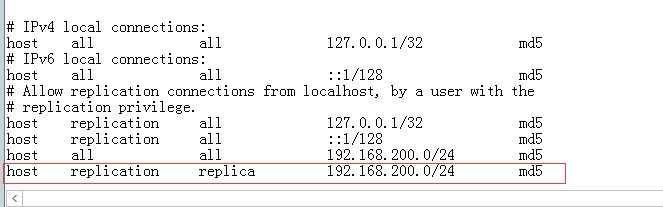 # IPv4 local connections:
host all all 127.0.0.1/32 md5
# IPv6 local connections:
host all all ::1/128 md5
# Allow replication connections from localhost, by a user with the
# replication privilege.
host replication all 127.0.0.1/32 md5
host replication all ::1/128 md5
host all all 192.168.200.0/24 md5
host replication replica 192.168.200.0/24 md5